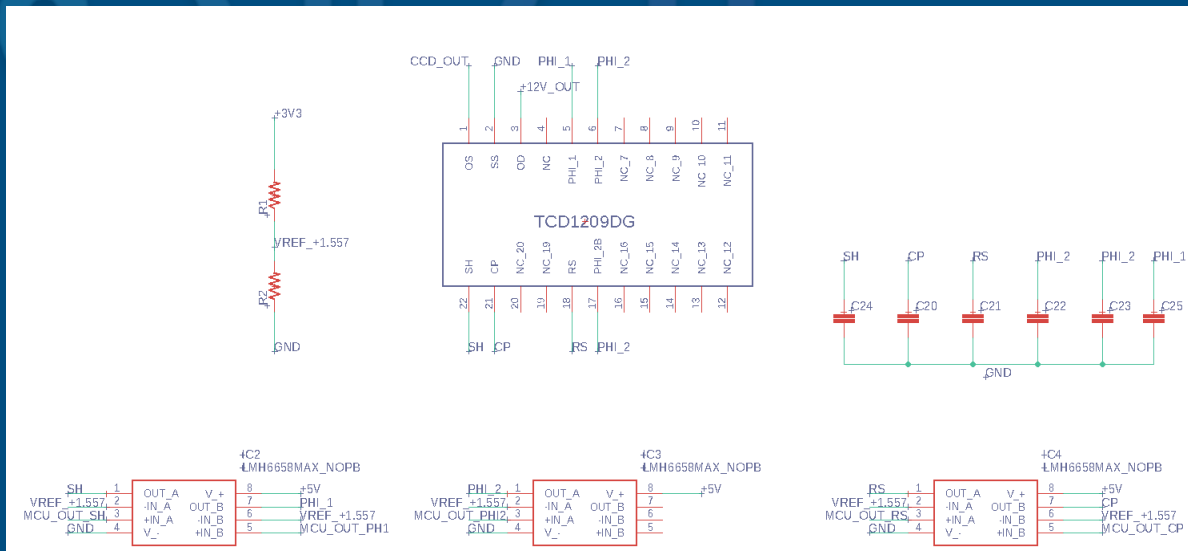 CCD_OUT GND PHI_1 PHI_2
+12V_OUT
+3V3
1 2 3 4 5 6 7 8 9 10 11
OS SS OD NC PHI_1 PHI_2 NC_7 NC_8 NC_9 NC_10 NC_11
R1
TCD1209DG
VREF_+1.557
SH CP NC_20 NC_19 RS PHI_2B NC_16 NC_15 NC_14 NC_13 NC_12
R2
22 21 20 19 18 17 16 15 14 13 12
GND
SH CP RS PHI_2
SH CP RS PHI_2 PHI_2 PHI_1
C24 C20 C21 C22 C23 C25
GND
IC2
LMH6658MAX_NOPB
SH 1 OUT_A V_+ 8 +5V
VREF_+1.557 2 -IN_A OUT_B 7 PHI_1
MCU_OUT_SH 3 +IN_A -IN_B 6 VREF_+1.557
GND 4 V_- +IN_B 5 MCU_OUT_PH1
IC3
LMH6658MAX_NOPB
PHI_2 1 OUT_A V_+ 8 +5V
VREF_+1.557 2 -IN_A OUT_B 7
MCU_OUT_PHI2 3 +IN_A -IN_B 6
GND 4 V_- +IN_B 5
IC4
LMH6658MAX_NOPB
RS 1 OUT_A V_+ 8 +5V
VREF_+1.557 2 -IN_A OUT_B 7 CP
MCU_OUT_RS 3 +IN_A -IN_B 6 VREF_+1.557
GND 4 V_- +IN_B 5 MCU_OUT_CP